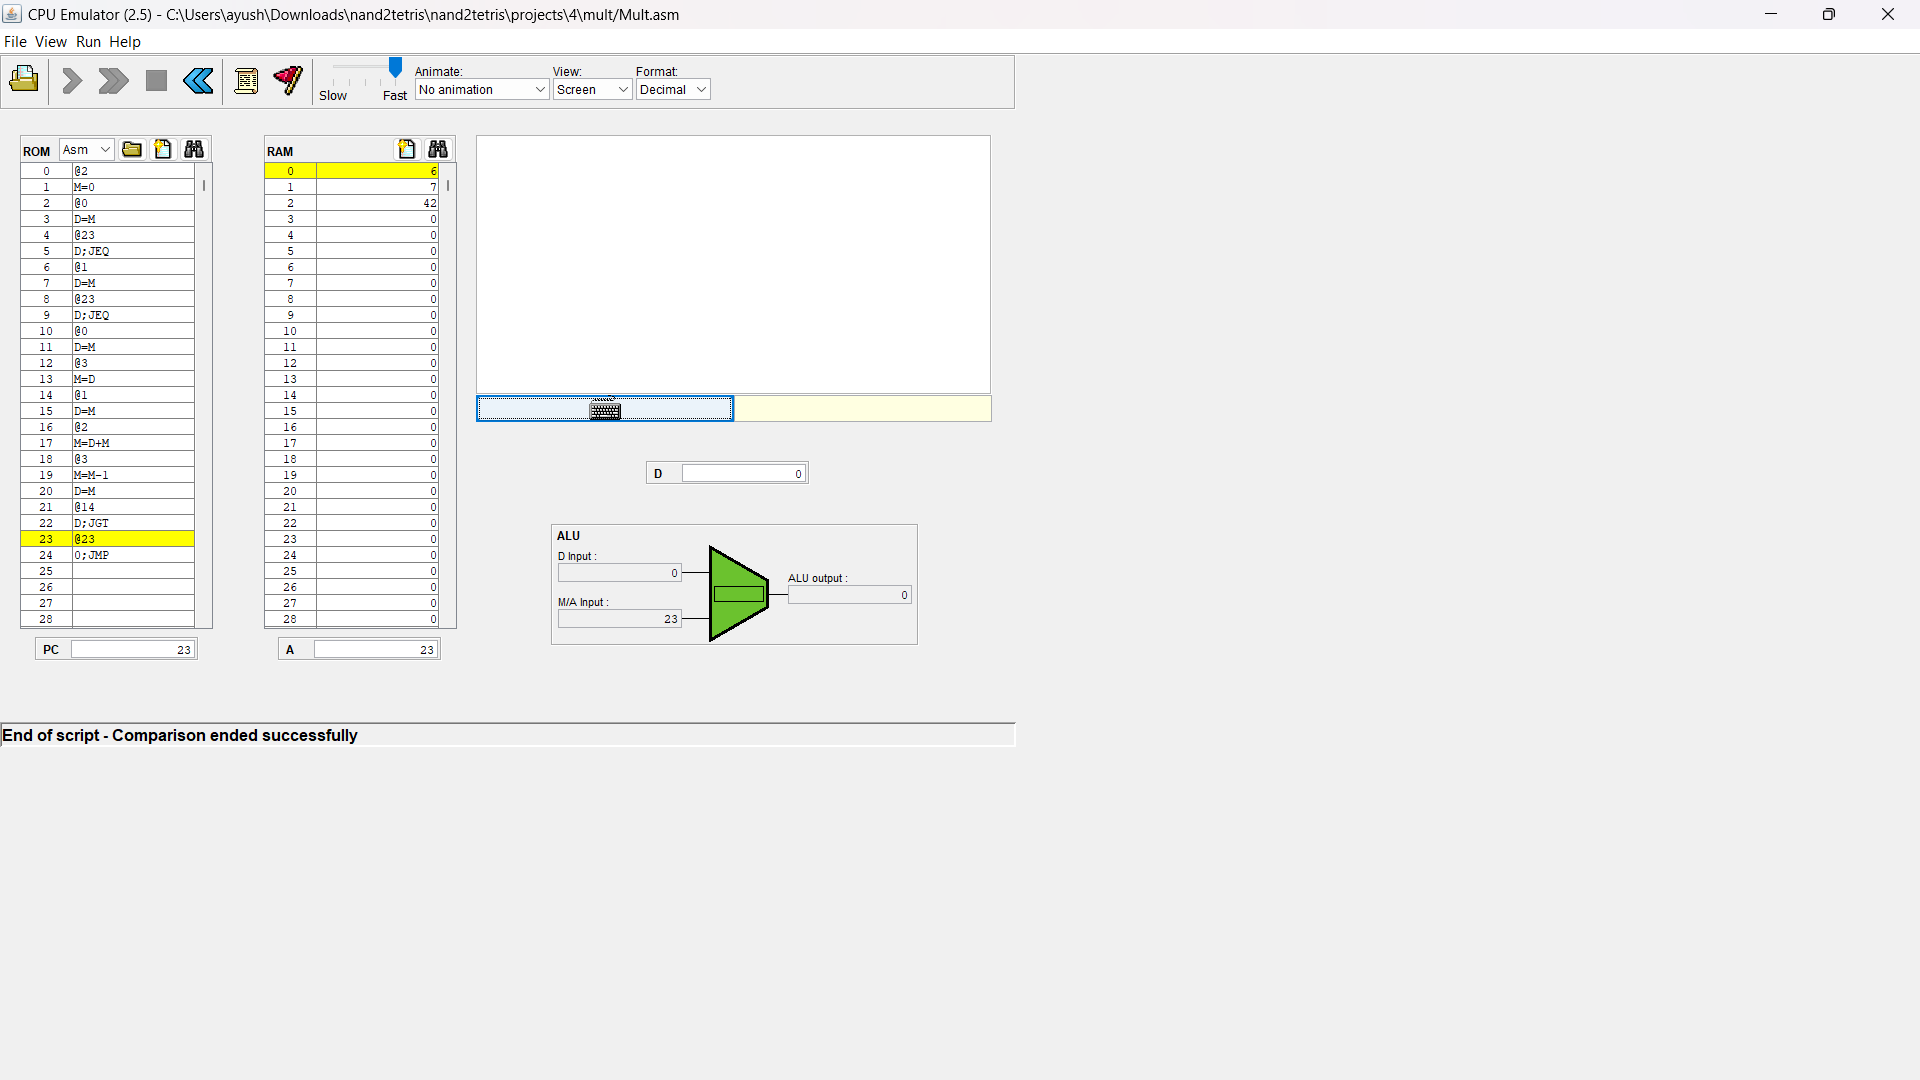 CPU Emulator (2.5) - C:\Users\ayush\Downloads\nand2tetris\nand2tetris\projects\4\mult/Mult.asm
File View Run Help
Slow Fast
Animate:
No animation
View:
Screen
Format:
Decimal
ROM Asm
0 @2
1 M=0
2 @0
3 D=M
4 @23
5 D;JEQ
6 @1
7 D=M
8 @23
9 D;JEQ
10 @0
11 D=M
12 @3
13 M=D
14 @1
15 D=M
16 @2
17 M=D+M
18 @3
19 M=M-1
20 D=M
21 @14
22 D;JGT
23 @23
24 0;JMP
25
26
27
28
PC 23
RAM
0 6
1 7
2 42
3 0
4 0
5 0
6 0
7 0
8 0
9 0
10 0
11 0
12 0
13 0
14 0
15 0
16 0
17 0
18 0
19 0
20 0
21 0
22 0
23 0
24 0
25 0
26 0
27 0
28 0
A 23
D 0
ALU
D Input :
0
M/A Input :
23
ALU output :
0
End of script - Comparison ended successfully